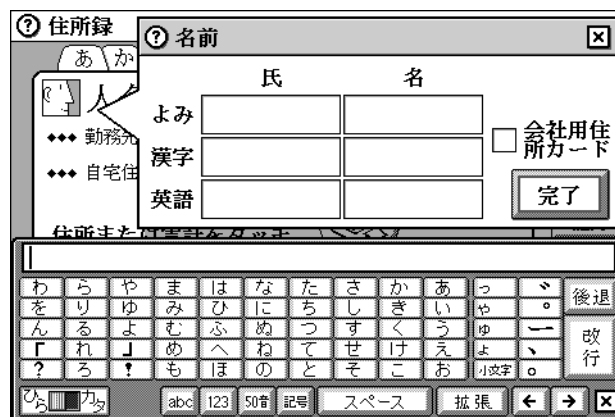 住所録
名前
あ か
氏 名
人
よみ
漢字
英語
会社用住
所カード
◆◆◆ 勤務先
◆◆◆ 自宅住
完了
わ ら や ま は な た さ か あ っ ゛ 後退
を り ゆ み ひ に ち し き い ゃ ゜
ん る よ む ふ ぬ つ す く う ゅ ー 改行
「 れ 」 め へ ね て せ け え ょ 、
? ろ ! も ほ の と そ こ お 小文字 。
ひら カタ abc 123 50音 記号 スペース 拡張 ← →